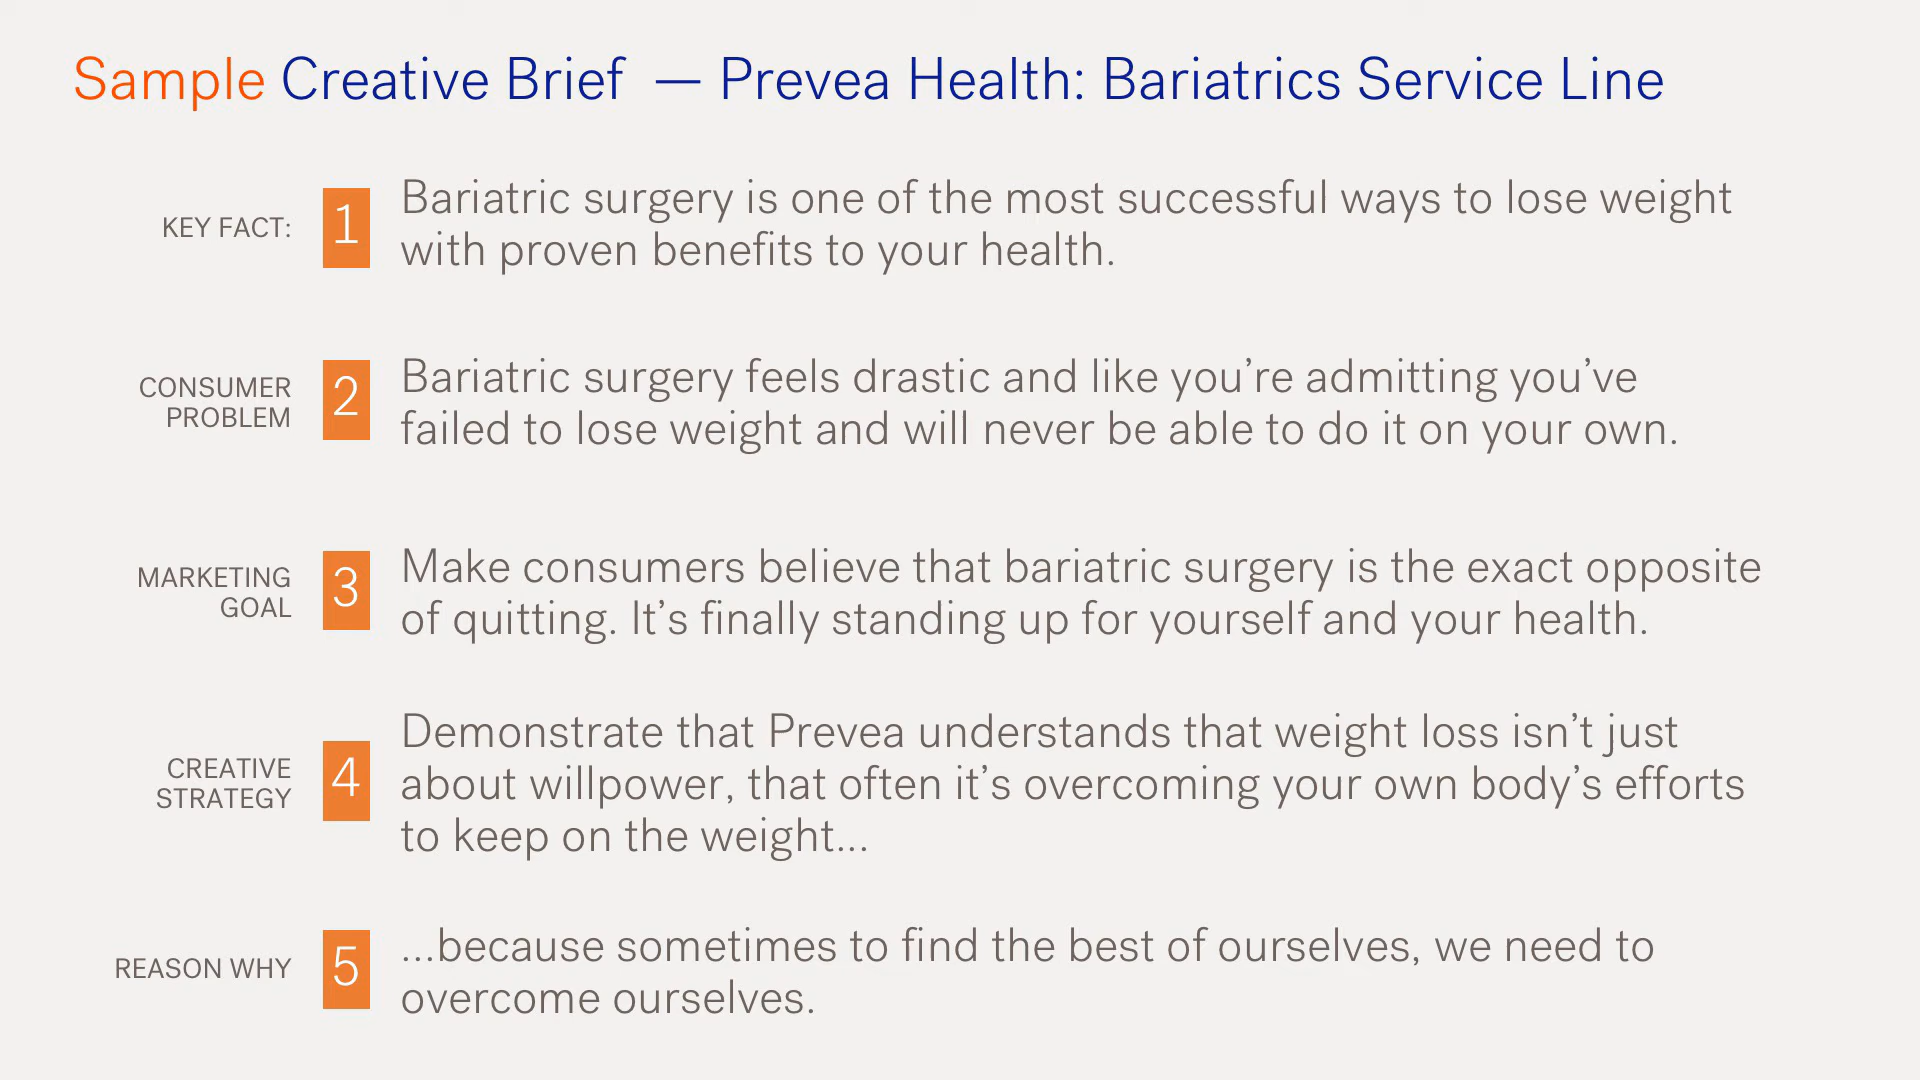 Sample Creative Brief — Prevea Health: Bariatrics Service Line
KEY FACT:
1
Bariatric surgery is one of the most successful ways to lose weight
with proven benefits to your health.
CONSUMER
PROBLEM
2
Bariatric surgery feels drastic and like you’re admitting you’ve
failed to lose weight and will never be able to do it on your own.
MARKETING
GOAL
3
Make consumers believe that bariatric surgery is the exact opposite
of quitting. It’s finally standing up for yourself and your health.
CREATIVE
STRATEGY
4
Demonstrate that Prevea understands that weight loss isn’t just
about willpower, that often it’s overcoming your own body’s efforts
to keep on the weight...
REASON WHY
5
...because sometimes to find the best of ourselves, we need to
overcome ourselves.